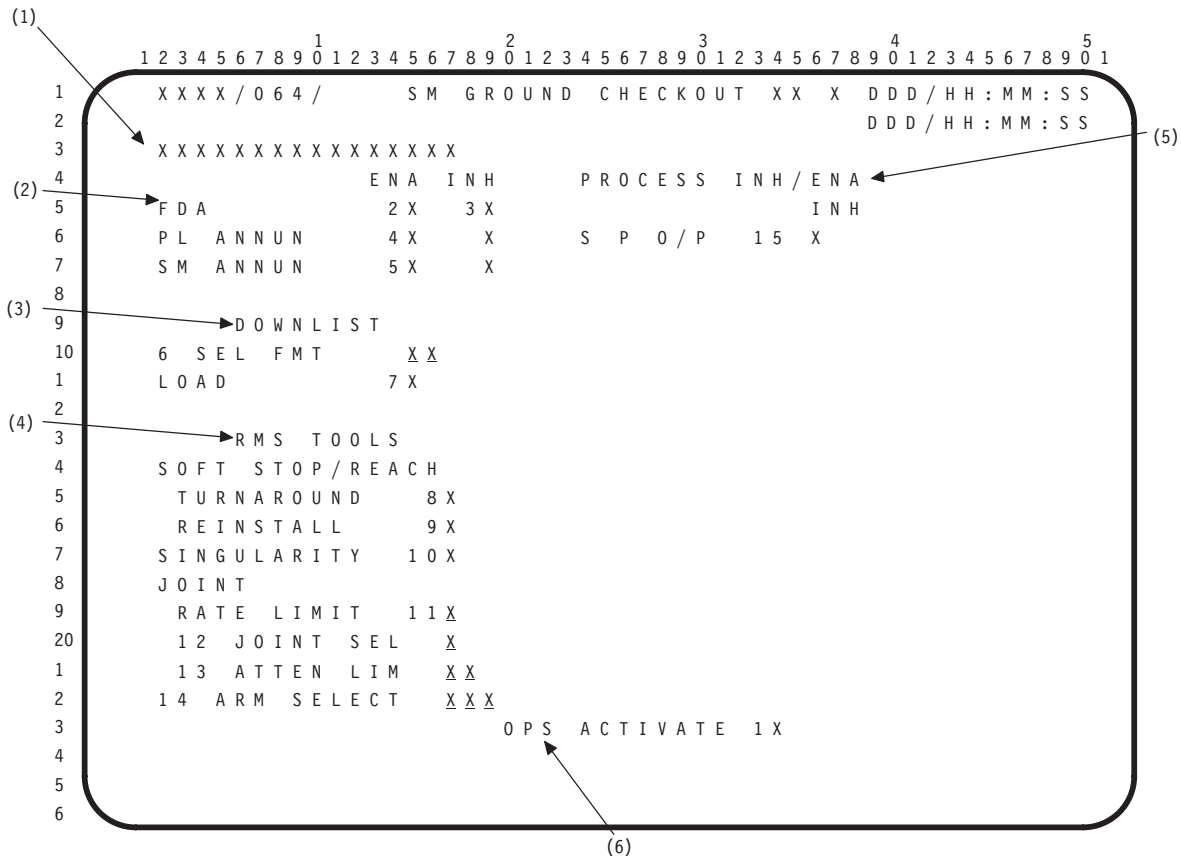 (1)
1 2 3 4 5
1 2 3 4 5 6 7 8 9 0 1 2 3 4 5 6 7 8 9 0 1 2 3 4 5 6 7 8 9 0 1 2 3 4 5 6 7 8 9 0 1 2 3 4 5 6 7 8 9 0 1
1 XXXX/064/ SM GROUND CHECKOUT XX X DDD/HH:MM:SS
2 DDD/HH:MM:SS
(5)
3 XXXXXXXXXXXXXXXX
4 ENA INH PROCESS INH/ENA
(2)
5 FDA 2X 3X INH
6 PL ANNUN 4X X S P O/P 15 X
7 SM ANNUN 5X X
8
(3)
9 DOWNLIST
10 6 SEL FMT XX
1 LOAD 7X
2
(4)
3 RMS TOOLS
4 SOFT STOP/REACH
5 TURNAROUND 8X
6 REINSTALL 9X
7 SINGULARITY 10X
8 JOINT
9 RATE LIMIT 11X
20 12 JOINT SEL X
1 13 ATTEN LIM XX
2 14 ARM SELECT XXX
3 OPS ACTIVATE 1X
4
5
6
(6)